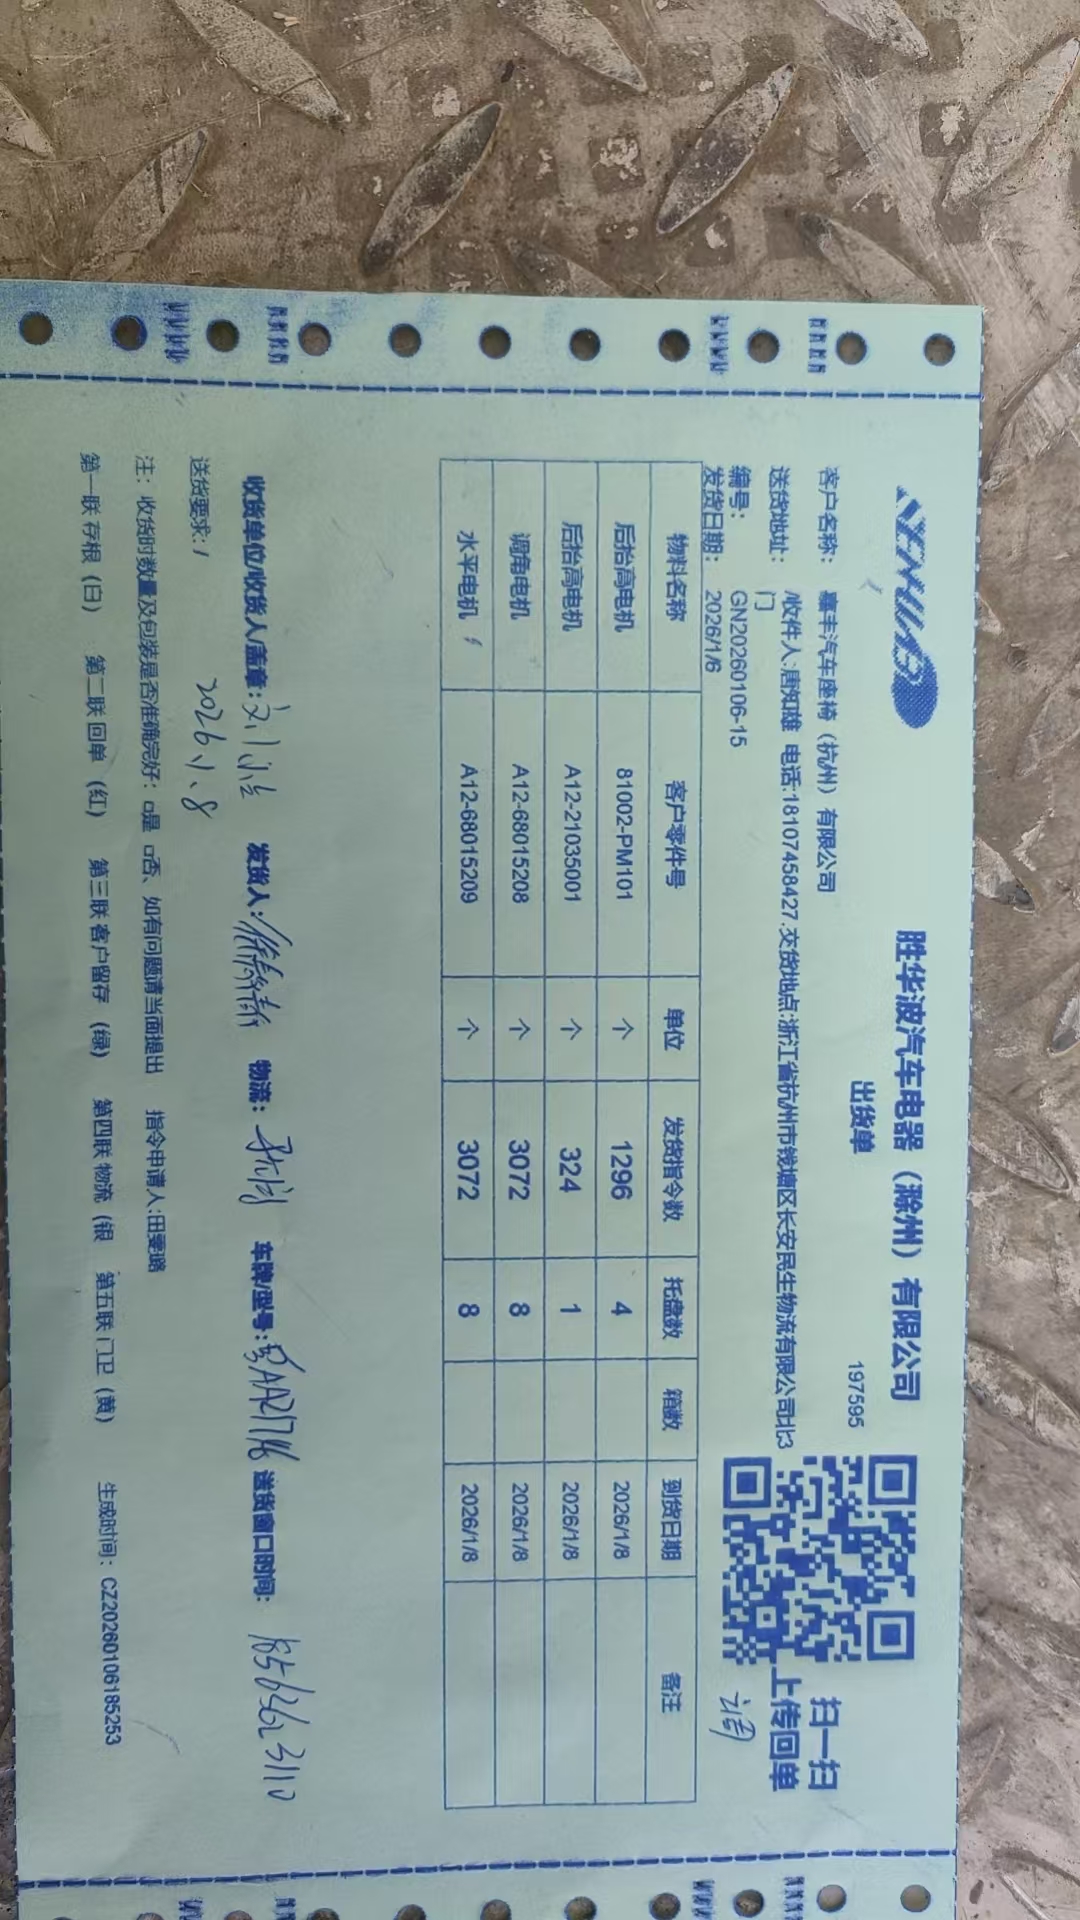 SHB
胜华波汽车电器（滁州）有限公司
出货单
197595
扫一扫
上传回单
客户名称： 嘉丰汽车座椅（杭州）有限公司
送货地址： /收件人:唐知雄 电话:18107458427.交货地点:浙江省杭州市钱塘区长安民生物流有限公司北3
门
编号： GN20260106-15
发货日期： 2026/1/6
物料名称 客户零件号 单位 发货指令数 托盘数 箱数 到货日期 备注
后抬高电机 81002-PM101 个 1296 4 2026/1/8
后抬高电机 A12-21035001 个 324 1 2026/1/8
调角电机 A12-68015208 个 3072 8 2026/1/8
水平电机 A12-68015209 个 3072 8 2026/1/8
收货单位/收货人/盖章： 发货人： 物流： 车牌/型号： 送货窗口时间：
2026.1.8
送货要求: /
注：收货时数量及包装是否准确完好：□是 □否、如有问题请当面提出 指令申请人:田雯璐
第一联 存根（白） 第二联 回单（红） 第三联 客户留存（绿） 第四联 物流（银 第五联 门卫（黄） 生成时间：CZ20260106185253